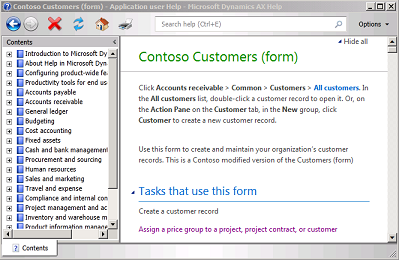 Contoso Customers (form) - Application user Help - Microsoft Dynamics AX Help
Search help (Ctrl+E)
Options
Contents
Introduction to Microsoft Dy
About Help in Microsoft Dyn
Configuring product-wide fea
Productivity tools for end us
Accounts payable
Accounts receivable
General ledger
Budgeting
Cost accounting
Fixed assets
Cash and bank management
Procurement and sourcing
Human resources
Sales and marketing
Travel and expense
Compliance and internal con
Project management and ac
Inventory and warehouse m
Product information manage
Contents
Hide all
Contoso Customers (form)
Click Accounts receivable > Common > Customers > All customers. In
the All customers list, double-click a customer record to open it. Or, on
the Action Pane on the Customer tab, in the New group, click
Customer to create a new customer record.
Use this form to create and maintain your organization's customer
records. This is a Contoso modified version of the Customers (form)
Tasks that use this form
Create a customer record
Assign a price group to a project, project contract, or customer